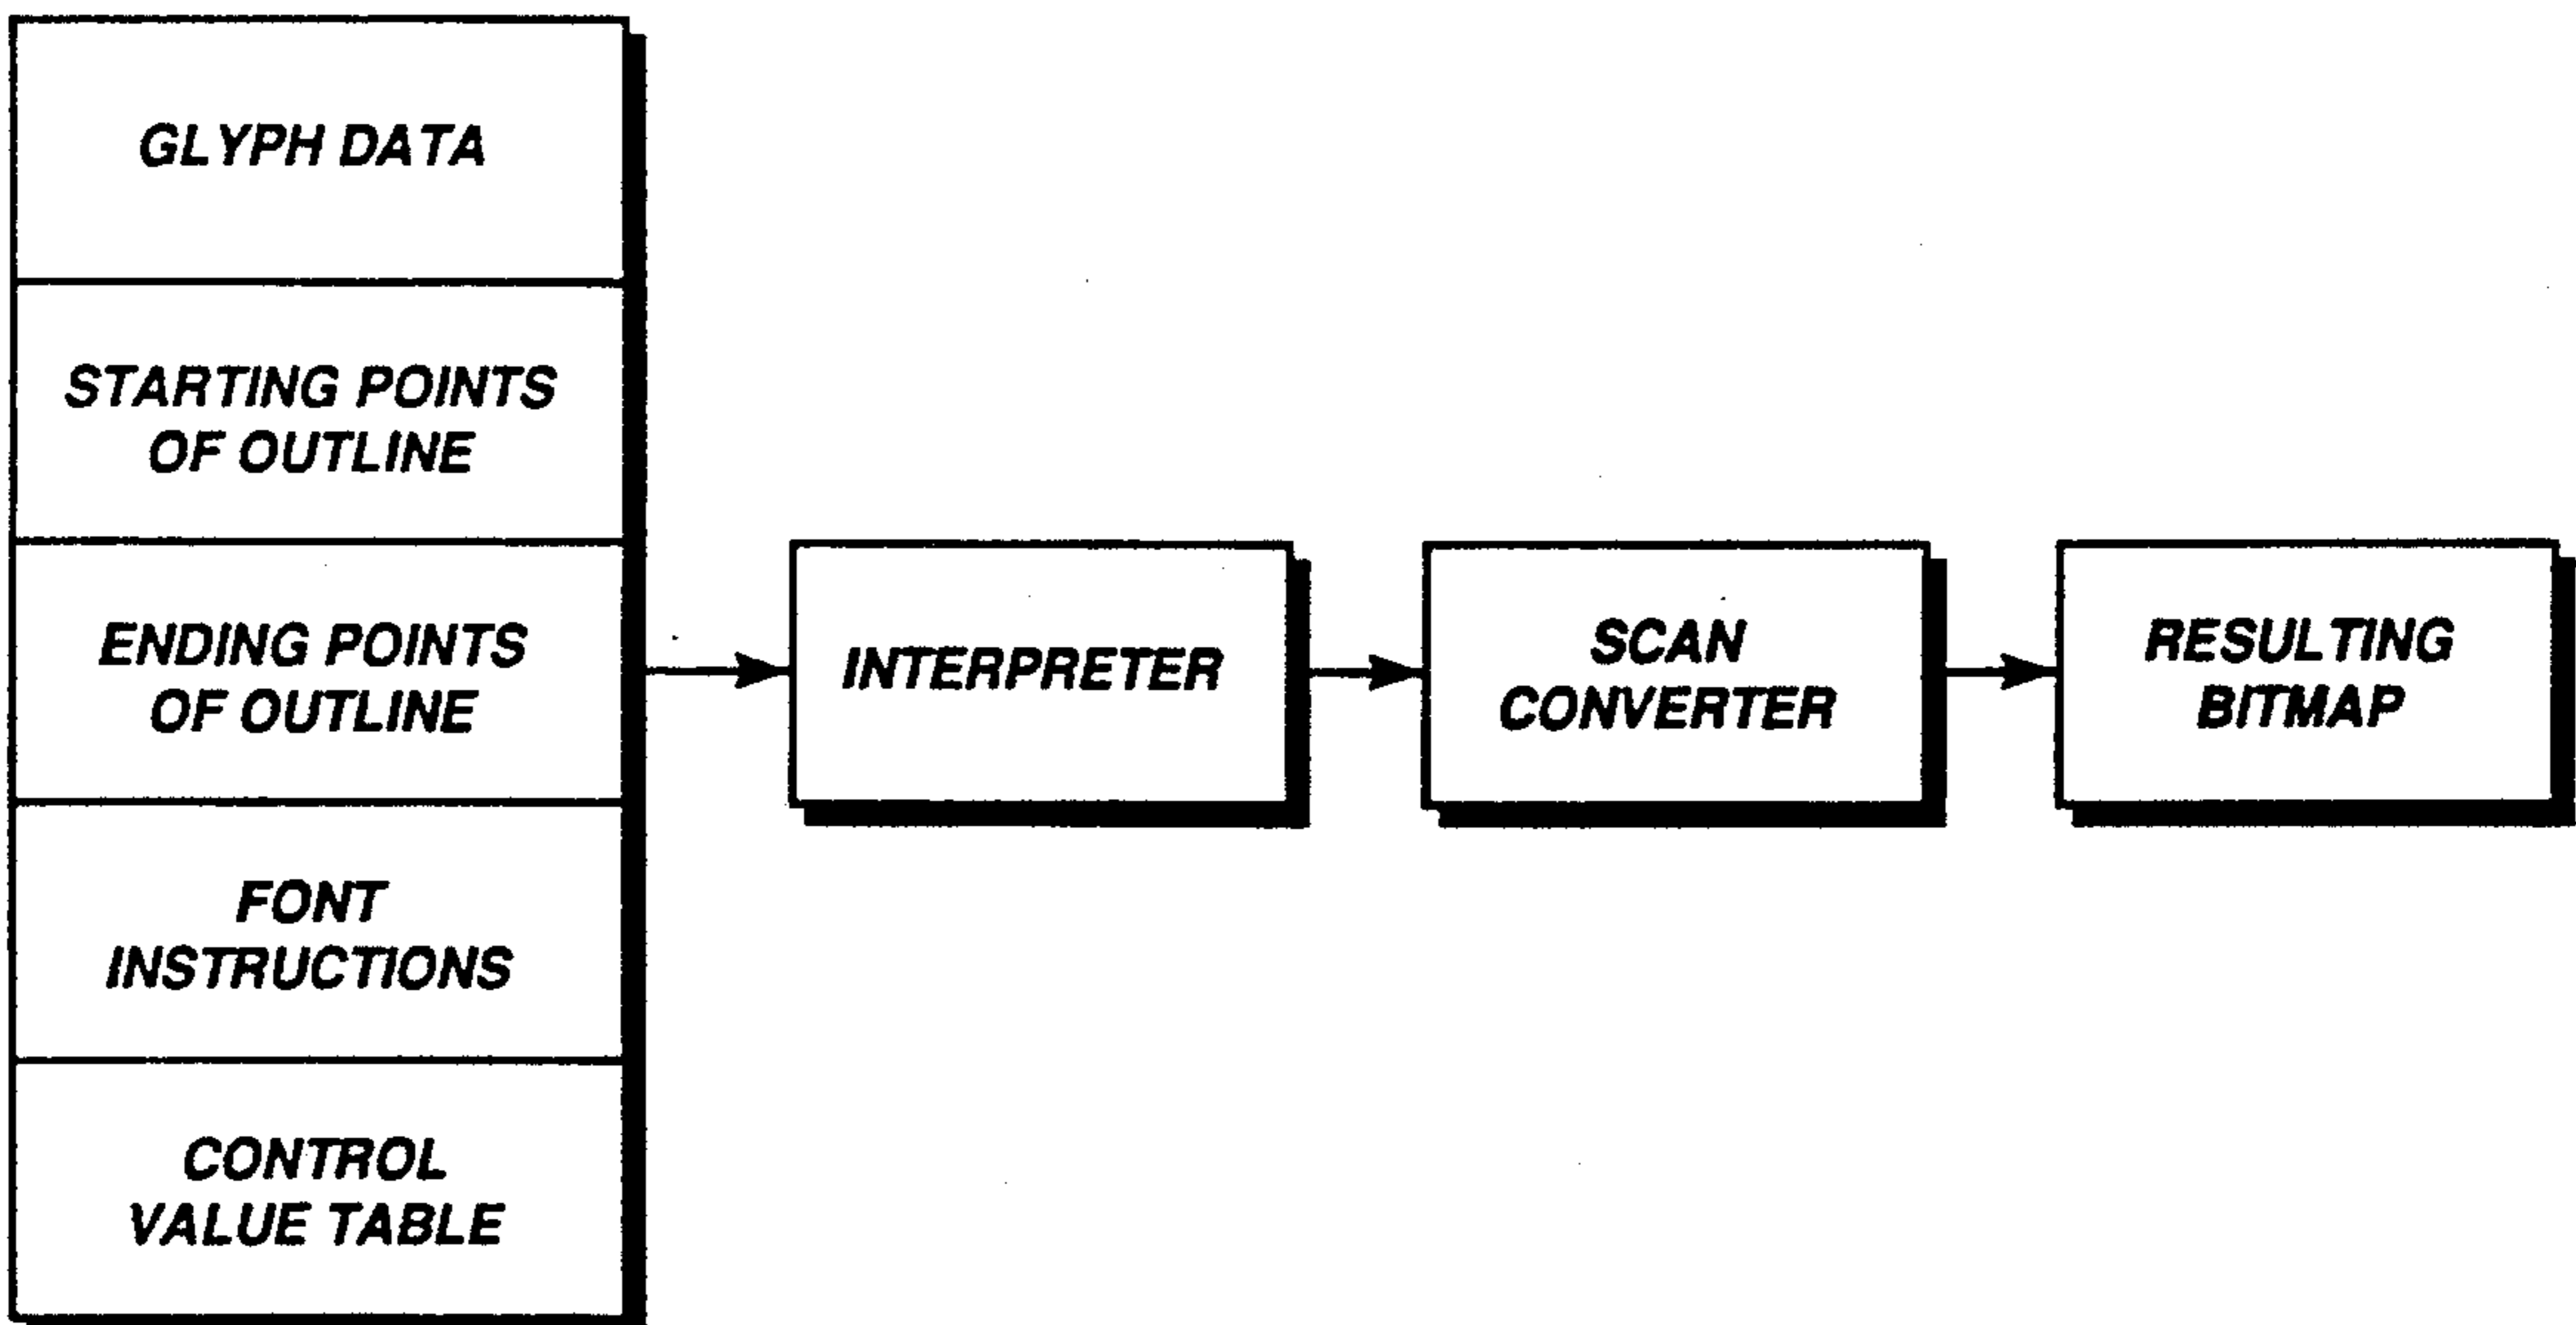 GLYPH DATA
STARTING POINTS
OF OUTLINE
ENDING POINTS
OF OUTLINE
FONT
INSTRUCTIONS
CONTROL
VALUE TABLE
INTERPRETER
SCAN
CONVERTER
RESULTING
BITMAP